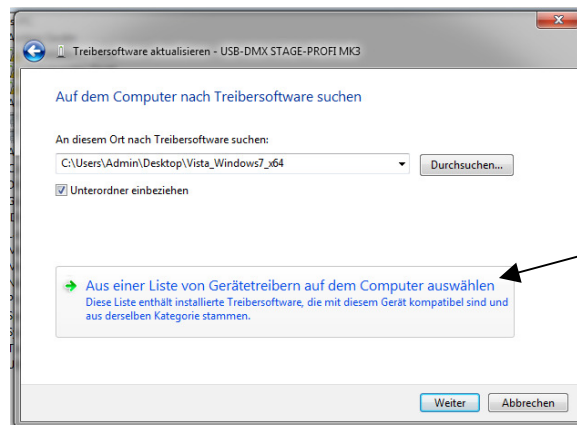 Treibersoftware aktualisieren - USB-DMX STAGE-PROFI MK3
Auf dem Computer nach Treibersoftware suchen
An diesem Ort nach Treibersoftware suchen:
C:\Users\Admin\Desktop\Vista_Windows7_x64
Durchsuchen...
Unterordner einbeziehen
Aus einer Liste von Gerätetreibern auf dem Computer auswählen
Diese Liste enthält installierte Treibersoftware, die mit diesem Gerät kompatibel sind und
aus derselben Kategorie stammen.
Weiter
Abbrechen